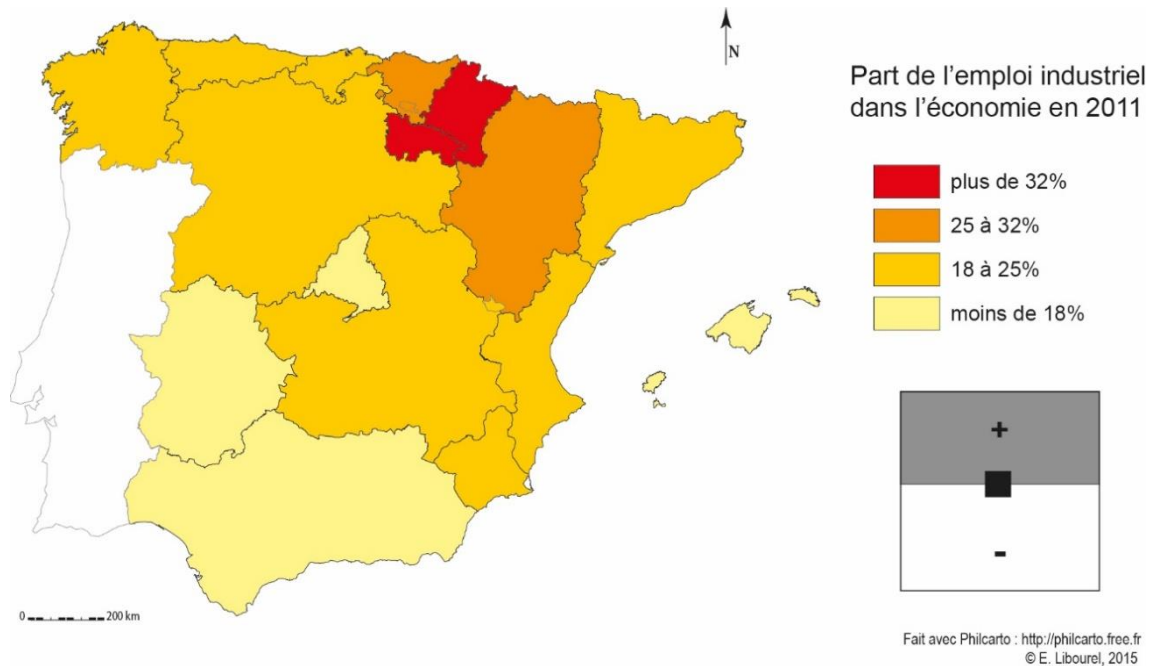 N
Part de l'emploi industriel
dans l'économie en 2011
plus de 32%
25 à 32%
18 à 25%
moins de 18%
+
-
0 200 km
Fait avec Philcarto : http://philcarto.free.fr
© E. Libourel, 2015